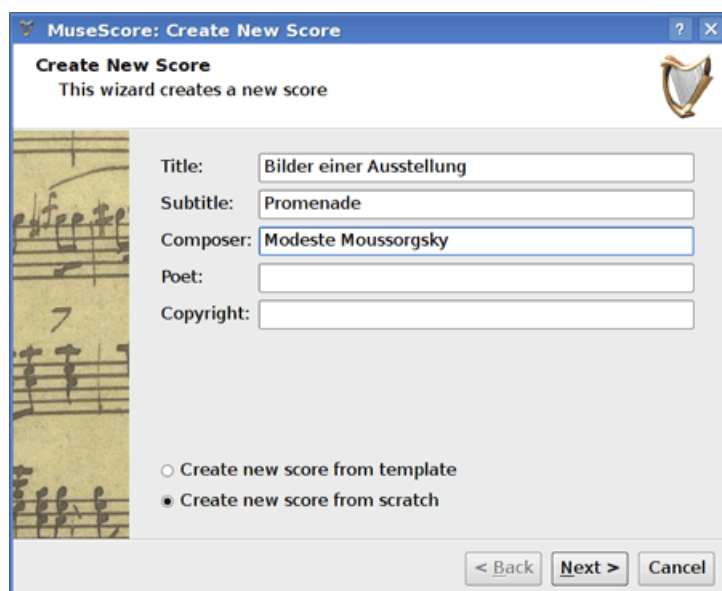 MuseScore: Create New Score
?
Create New Score
This wizard creates a new score
Title: Bilder einer Ausstellung
Subtitle: Promenade
Composer: Modeste Moussorgsky
Poet:
Copyright:
7
Create new score from template
Create new score from scratch
< Back Next > Cancel